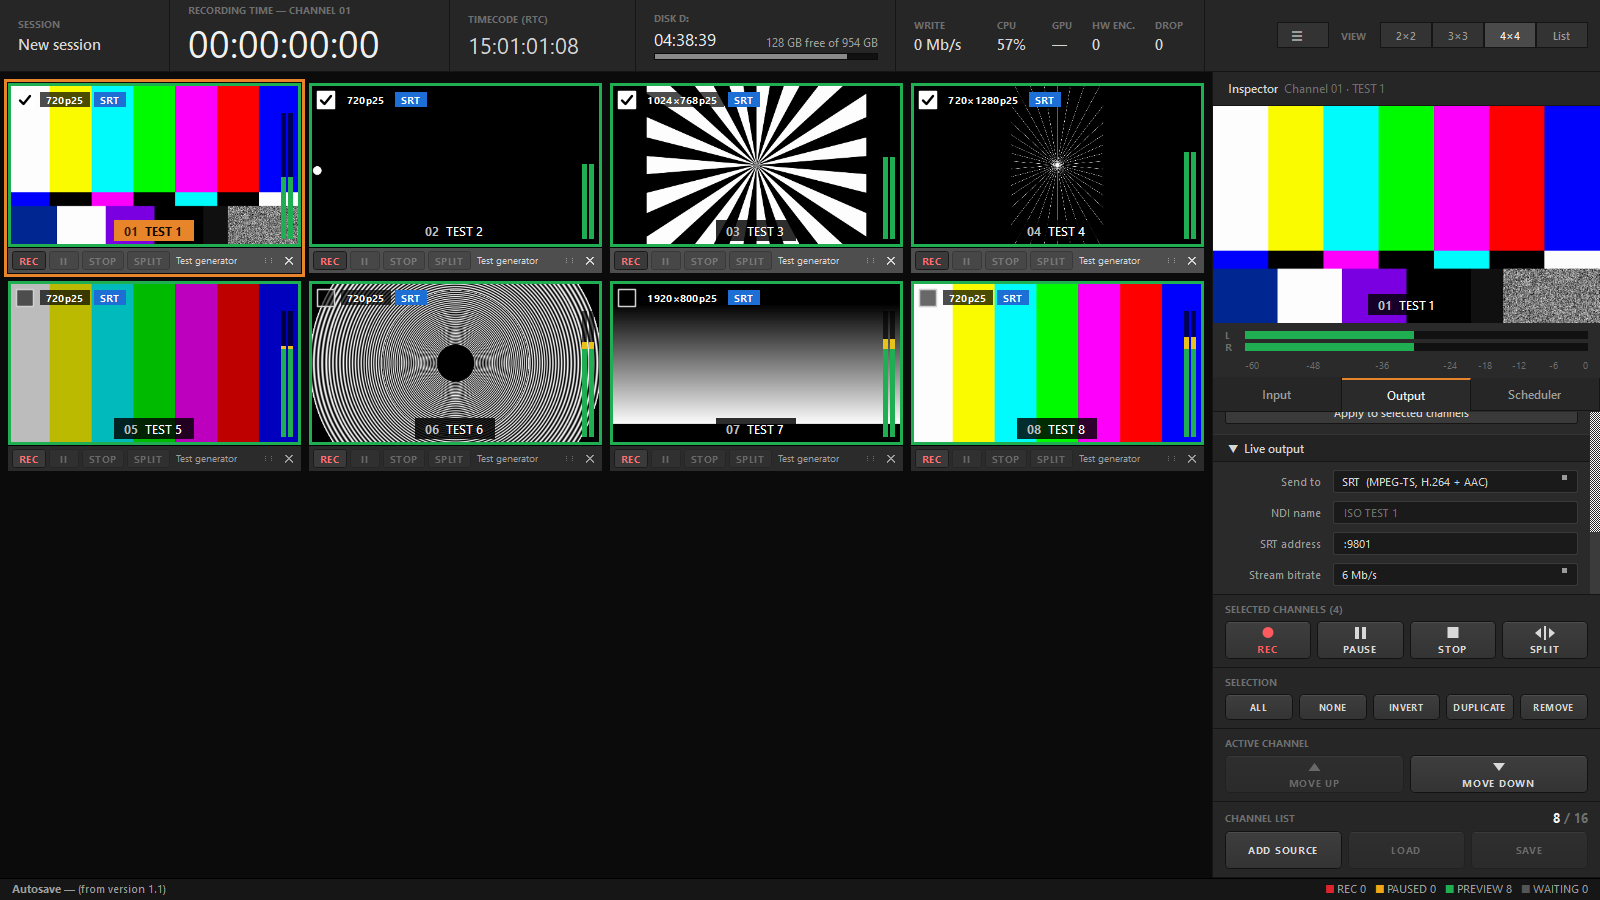 SESSION
New session
RECORDING TIME — CHANNEL 01
00:00:00:00
TIMECODE (RTC)
15:01:01:08
DISK D:
04:38:39 128 GB free of 954 GB
WRITE CPU GPU HW ENC. DROP
0 Mb/s 57% — 0 0
VIEW 2×2 3×3 4×4 List
720p25 SRT
01 TEST 1
REC STOP SPLIT Test generator
720p25 SRT
02 TEST 2
REC STOP SPLIT Test generator
1024×768p25 SRT
03 TEST 3
REC STOP SPLIT Test generator
720×1280p25 SRT
04 TEST 4
REC STOP SPLIT Test generator
720p25 SRT
05 TEST 5
REC STOP SPLIT Test generator
720p25 SRT
06 TEST 6
REC STOP SPLIT Test generator
1920×800p25 SRT
07 TEST 7
REC STOP SPLIT Test generator
720p25 SRT
08 TEST 8
REC STOP SPLIT Test generator
Inspector Channel 01 · TEST 1
01 TEST 1
L
R
-60 -48 -36 -24 -18 -12 -6 0
Input Output Scheduler
Apply to selected channels
Live output
Send to SRT (MPEG-TS, H.264 + AAC)
NDI name ISO TEST 1
SRT address :9801
Stream bitrate 6 Mb/s
SELECTED CHANNELS (4)
REC PAUSE STOP SPLIT
SELECTION
ALL NONE INVERT DUPLICATE REMOVE
ACTIVE CHANNEL
MOVE UP MOVE DOWN
CHANNEL LIST 8 / 16
ADD SOURCE LOAD SAVE
Autosave — (from version 1.1)
REC 0 PAUSED 0 PREVIEW 8 WAITING 0